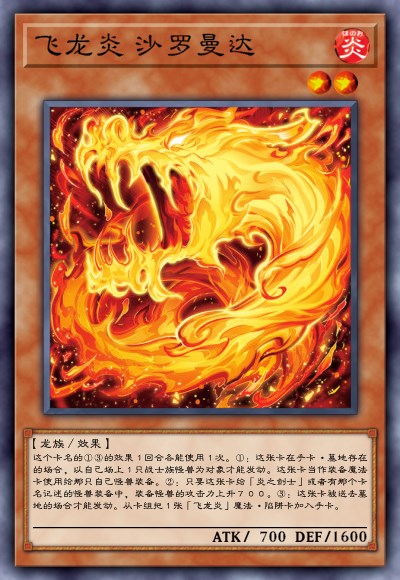 飞龙炎 沙罗曼达
ほのお
炎
【龙族／效果】
这个卡名的①③的效果1回合各能使用1次。①：这张卡在手卡・墓地存在
的场合，以自己场上1只战士族怪兽为对象才能发动。这张卡当作装备魔法
卡使用给那只自己怪兽装备。②：只要这张卡给「炎之剑士」或者有那个卡
名记述的怪兽装备中，装备怪兽的攻击力上升700。③：这张卡被送去墓
地的场合才能发动。从卡组把1张「飞龙炎」魔法・陷阱卡加入手卡。
ATK/ 700 DEF/1600